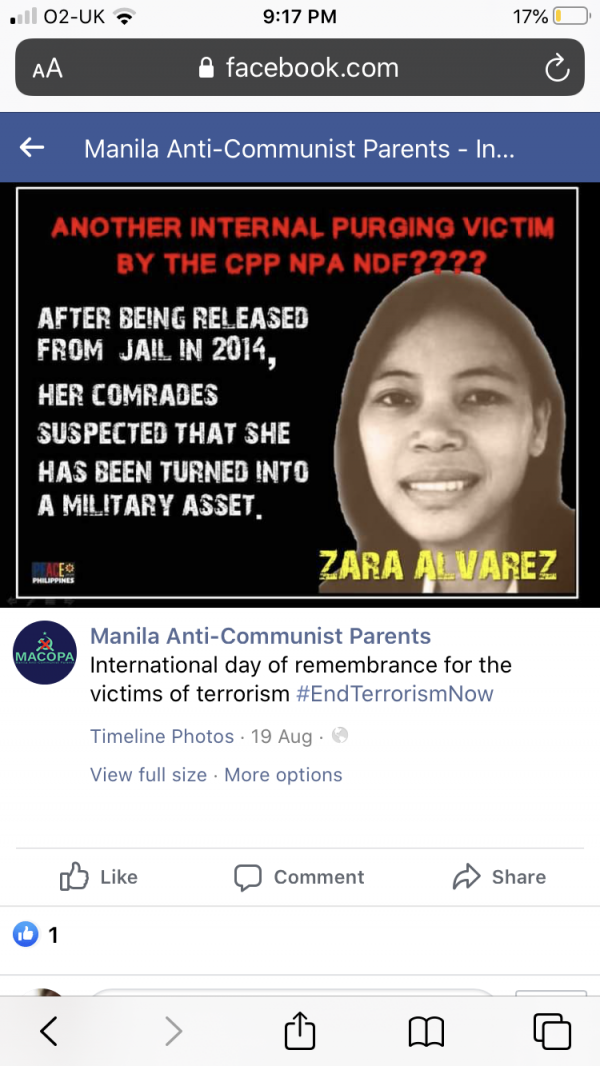 O2-UK
9:17 PM
17%
AA
facebook.com
Manila Anti-Communist Parents - In...
ANOTHER INTERNAL PURGING VICTIM
BY THE CPP NPA NDF????
AFTER BEING RELEASED
FROM JAIL IN 2014,
HER COMRADES
SUSPECTED THAT SHE
HAS BEEN TURNED INTO
A MILITARY ASSET.
ZARA ALVAREZ
PEACE
PHILIPPINES
MACOPA
Manila Anti-Communist Parents
International day of remembrance for the
victims of terrorism #EndTerrorismNow
Timeline Photos · 19 Aug ·
View full size · More options
Like
Comment
Share
1